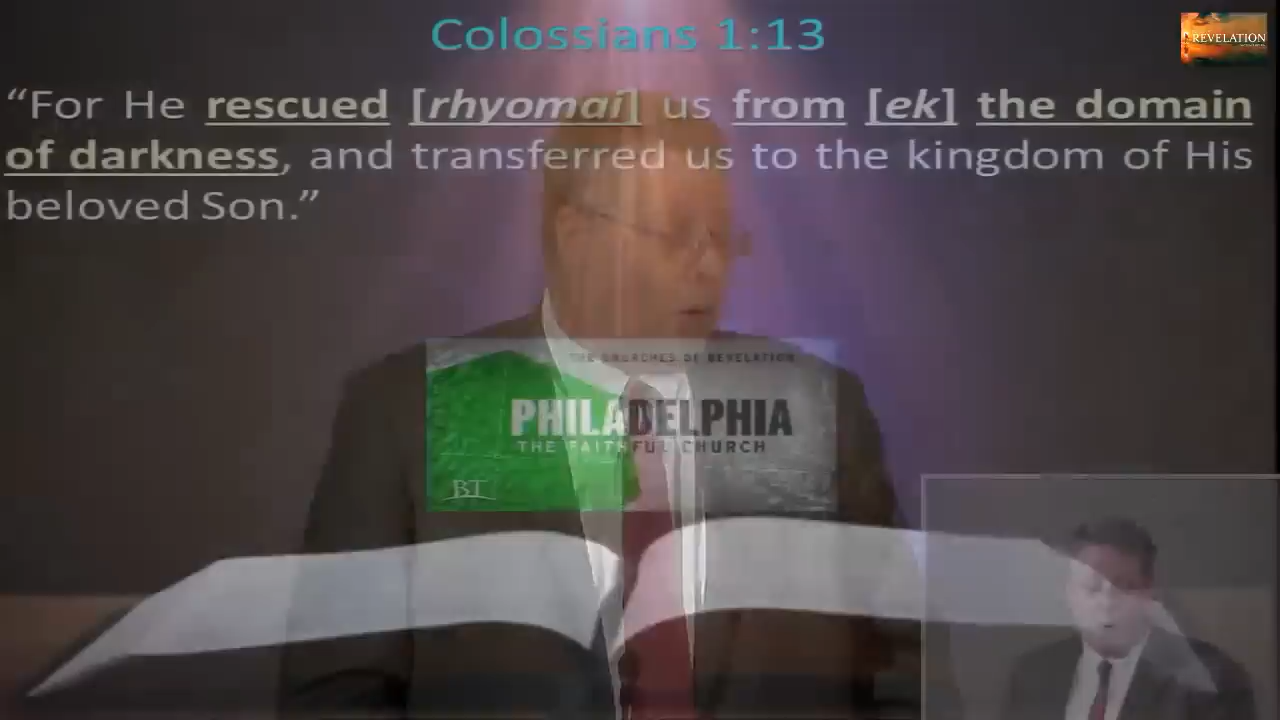 Colossians 1:13
REVELATION
“For He rescued [rhyomai] us from [ek] the domain
of darkness, and transferred us to the kingdom of His
beloved Son.”
THE CHURCHES OF REVELATION
PHILADELPHIA
THE FAITHFUL CHURCH
BT